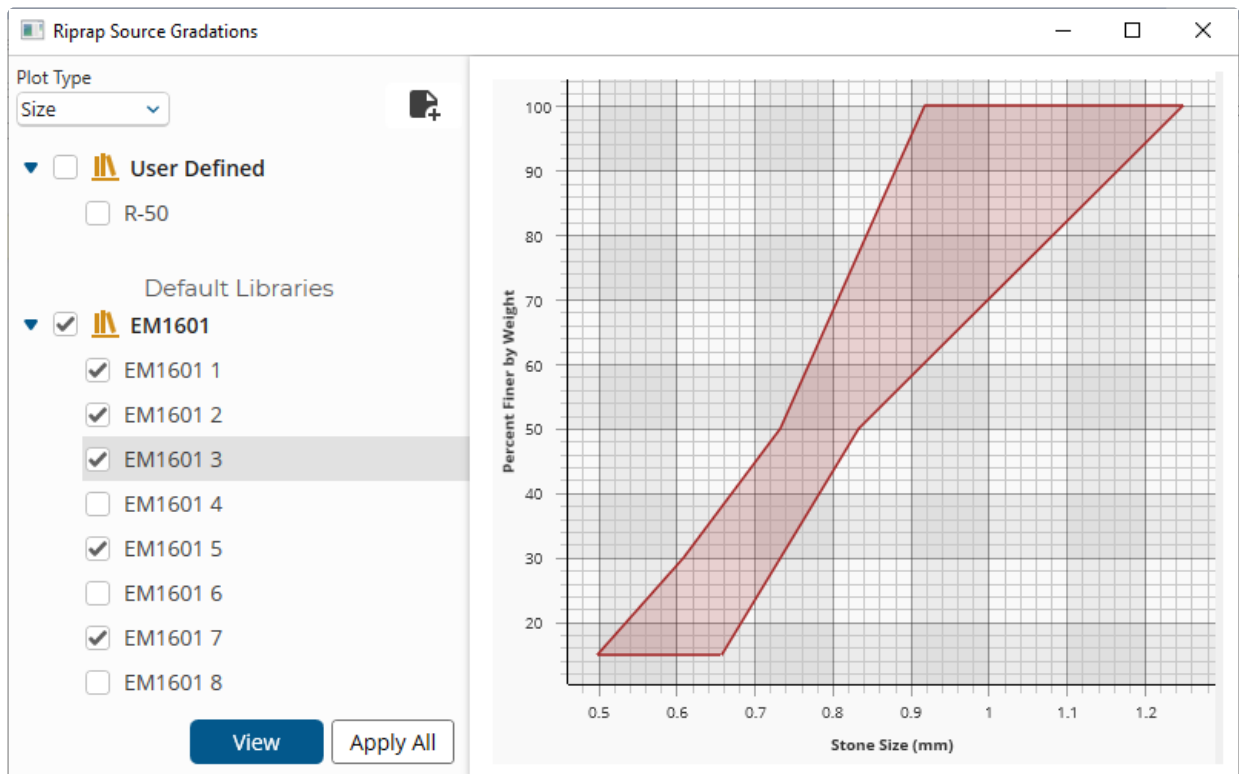 Riprap Source Gradations
Plot Type
Size
User Defined
R-50
Default Libraries
EM1601
EM1601 1
EM1601 2
EM1601 3
EM1601 4
EM1601 5
EM1601 6
EM1601 7
EM1601 8
View
Apply All
Percent Finer by Weight
100
90
80
70
60
50
40
30
20
0.5 0.6 0.7 0.8 0.9 1 1.1 1.2
Stone Size (mm)